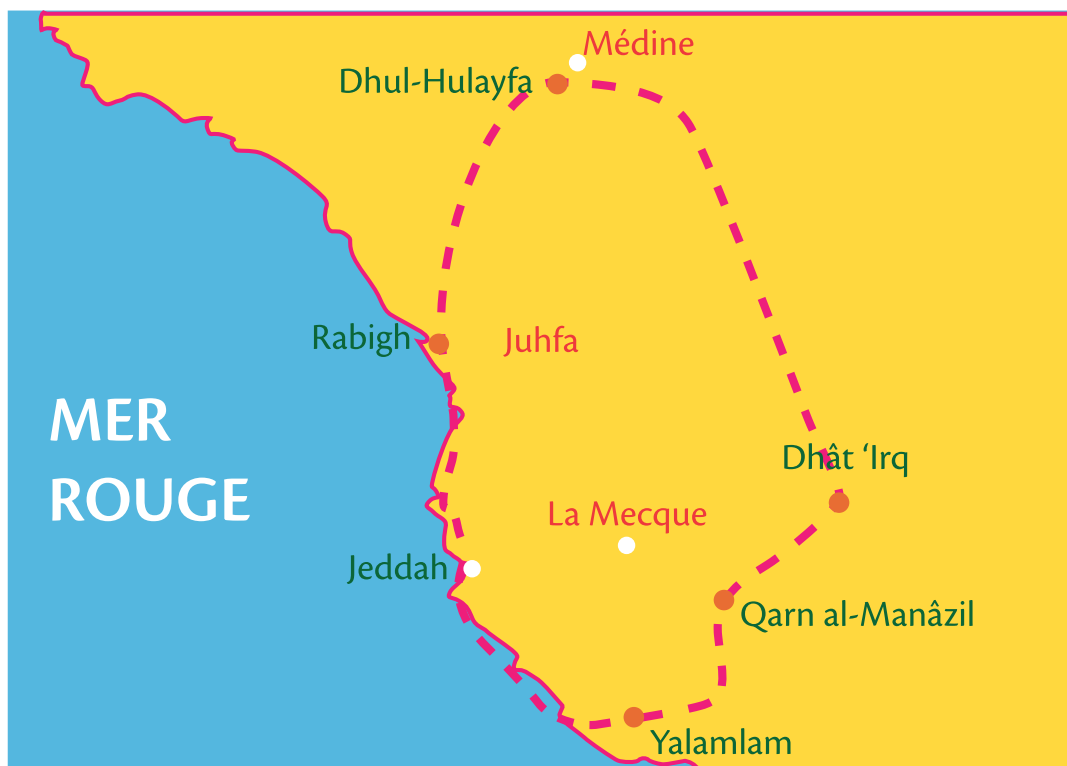 Médine
Dhul-Hulayfa
Rabigh
Juhfa
MER
ROUGE
Dhât ‘Irq
La Mecque
Jeddah
Qarn al-Manâzil
Yalamlam